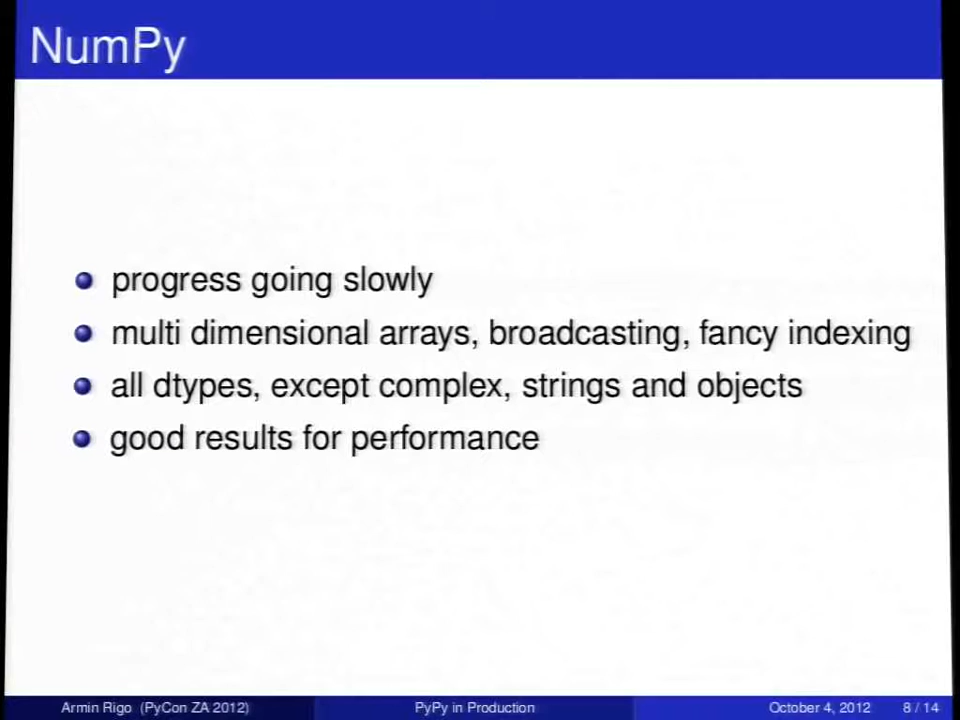 NumPy
progress going slowly
multi dimensional arrays, broadcasting, fancy indexing
all dtypes, except complex, strings and objects
good results for performance
Armin Rigo (PyCon ZA 2012) PyPy in Production October 4, 2012 8 / 14